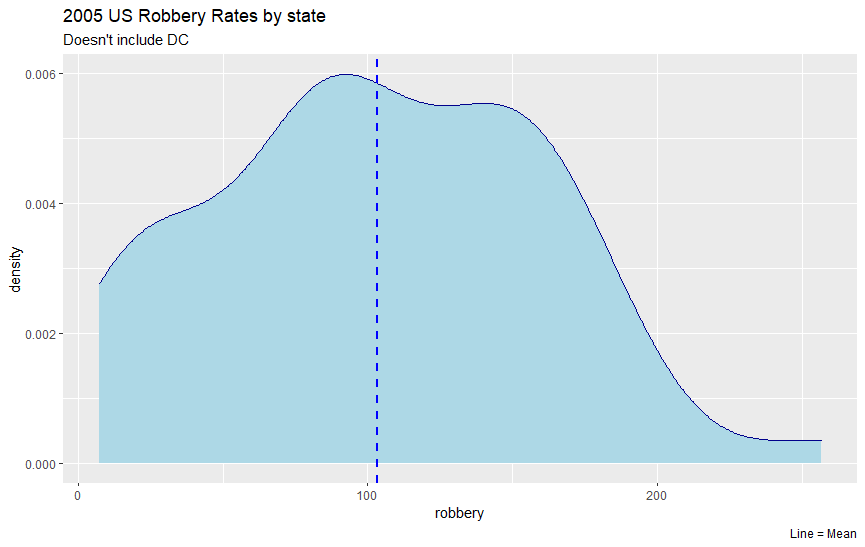 2005 US Robbery Rates by state
Doesn't include DC
density
0.006
0.004
0.002
0.000
0
100
200
robbery
Line = Mean